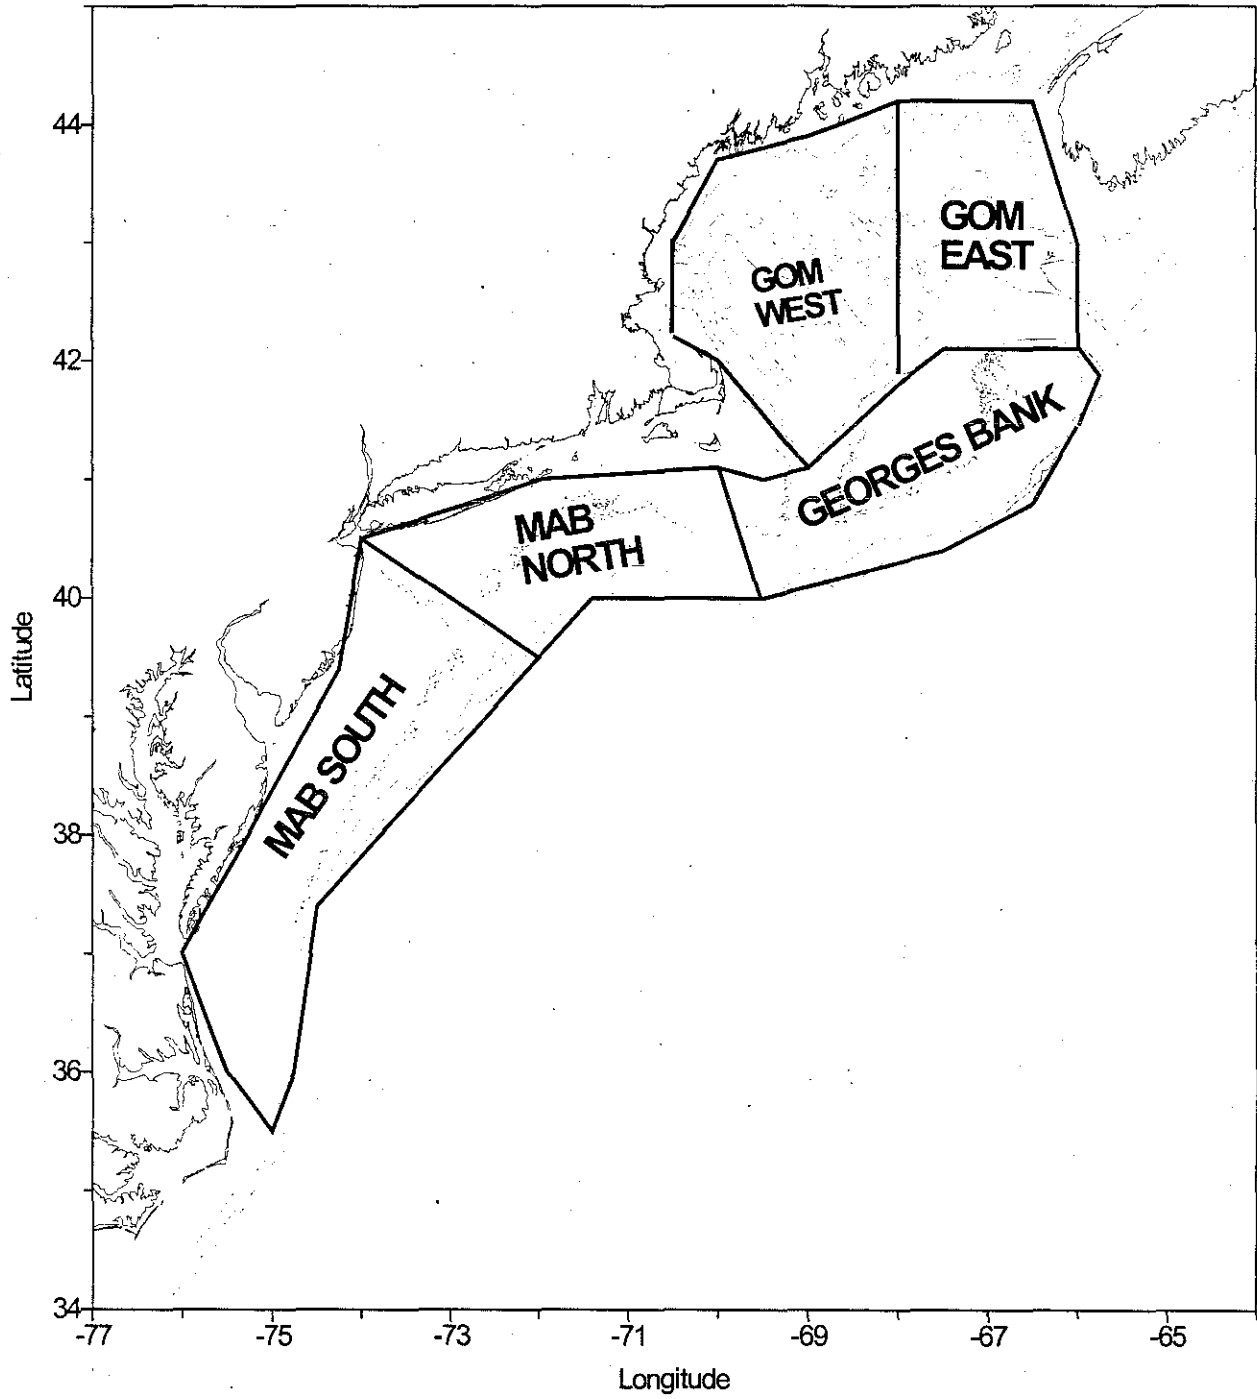 44
GOM
EAST
GOM
WEST
42
GEORGES BANK
MAB
NORTH
40
Latitude
MAB SOUTH
38
36
34
-77
-75
-73
-71
-69
-67
-65
Longitude